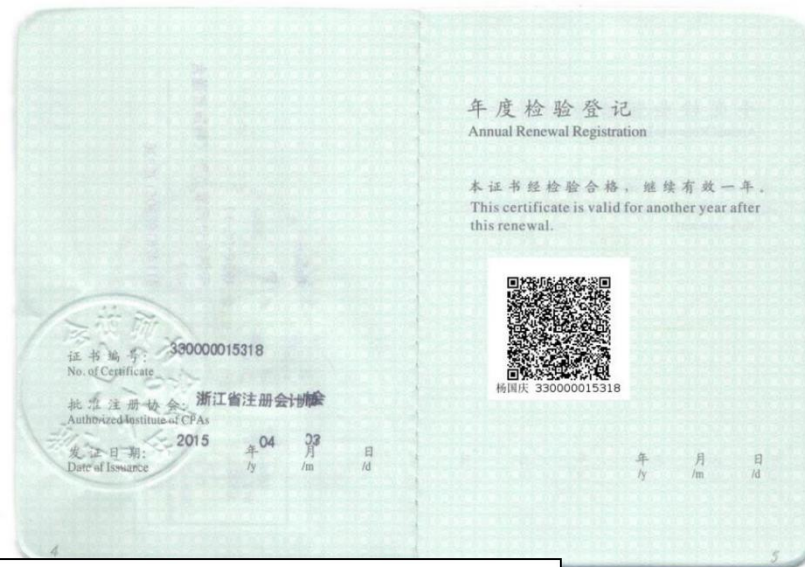 证书编号: 330000015318
No. of Certificate
批准注册协会: 浙江省注册会计师协会
Authorized Institute of CPAs
发证日期: 2015 年 04 月 03 日
Date of Issuance /y /m /d
4
年度检验登记
Annual Renewal Registration
本证书经检验合格,继续有效一年。
This certificate is valid for another year after
this renewal.
杨国庆 330000015318
年 月 日
/y /m /d
5